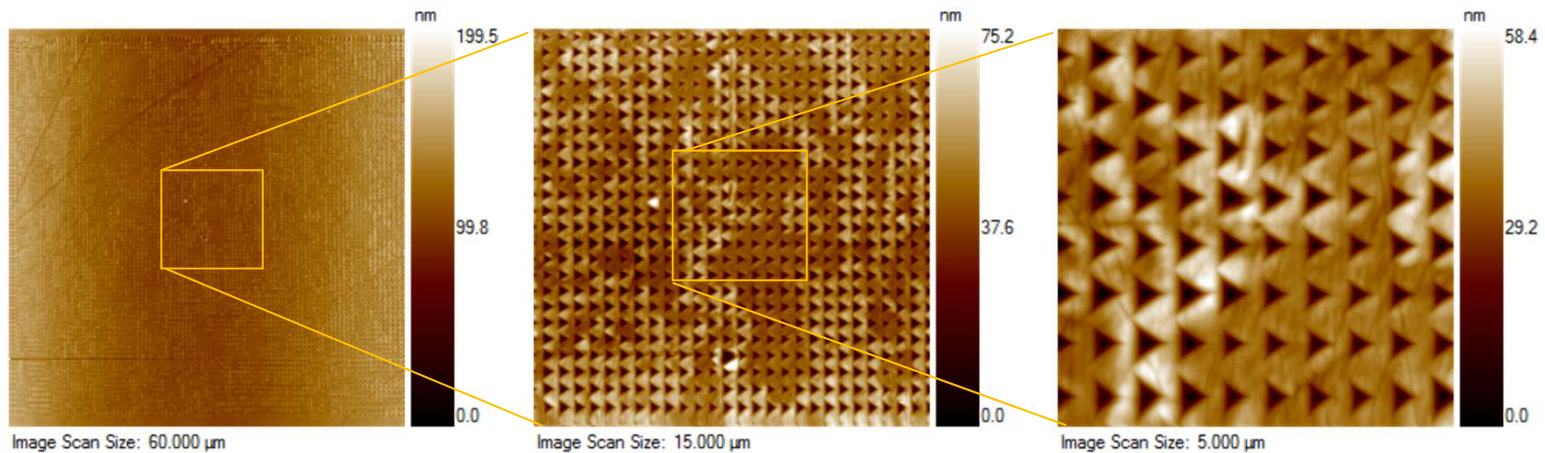 nm
199.5
99.8
0.0
Image Scan Size: 60.000 µm
nm
75.2
37.6
0.0
Image Scan Size: 15.000 µm
nm
58.4
29.2
0.0
Image Scan Size: 5.000 µm